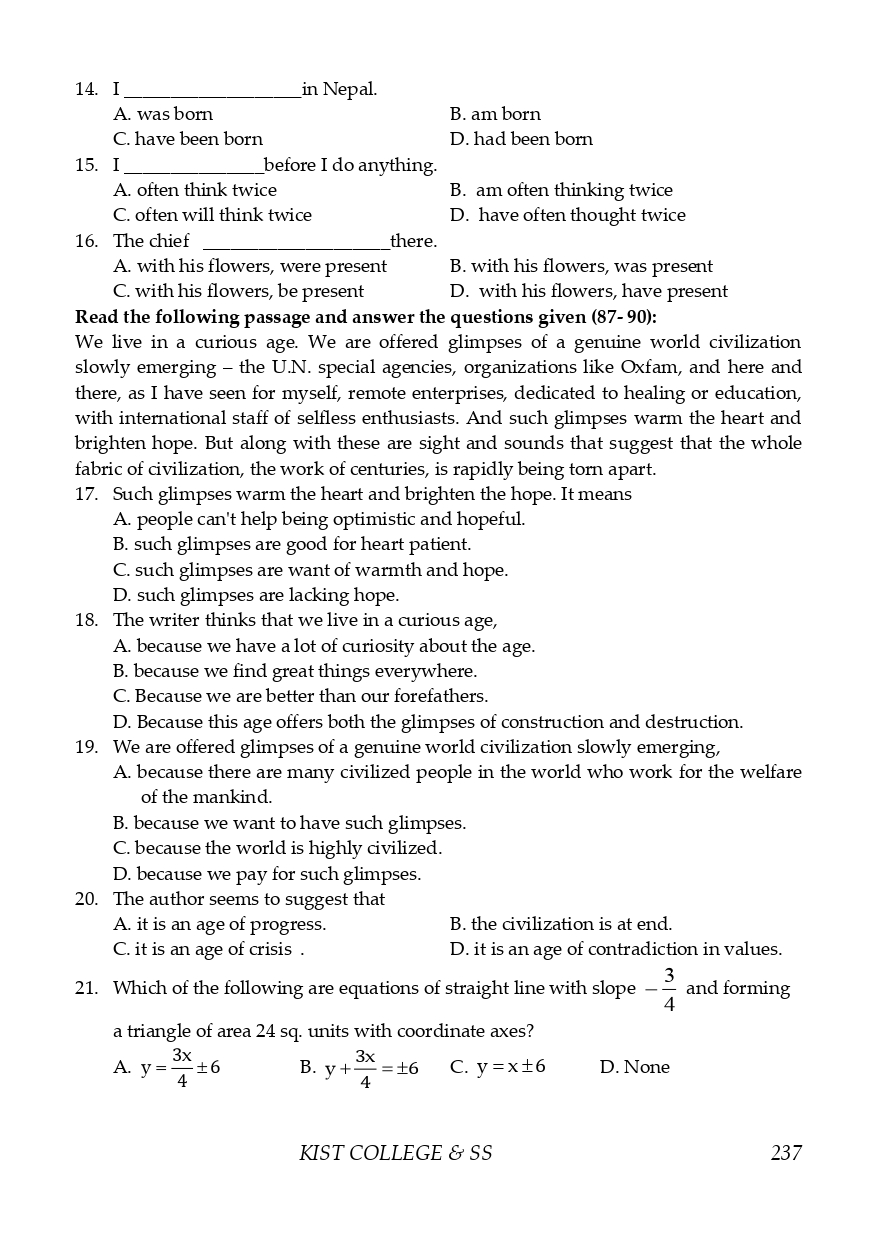 14. I ___________________in Nepal.
A. was born B. am born
C. have been born D. had been born
15. I _______________before I do anything.
A. often think twice B. am often thinking twice
C. often will think twice D. have often thought twice
16. The chief ____________________there.
A. with his flowers, were present B. with his flowers, was present
C. with his flowers, be present D. with his flowers, have present
Read the following passage and answer the questions given (87- 90):
We live in a curious age. We are offered glimpses of a genuine world civilization
slowly emerging – the U.N. special agencies, organizations like Oxfam, and here and
there, as I have seen for myself, remote enterprises, dedicated to healing or education,
with international staff of selfless enthusiasts. And such glimpses warm the heart and
brighten hope. But along with these are sight and sounds that suggest that the whole
fabric of civilization, the work of centuries, is rapidly being torn apart.
17. Such glimpses warm the heart and brighten the hope. It means
A. people can't help being optimistic and hopeful.
B. such glimpses are good for heart patient.
C. such glimpses are want of warmth and hope.
D. such glimpses are lacking hope.
18. The writer thinks that we live in a curious age,
A. because we have a lot of curiosity about the age.
B. because we find great things everywhere.
C. Because we are better than our forefathers.
D. Because this age offers both the glimpses of construction and destruction.
19. We are offered glimpses of a genuine world civilization slowly emerging,
A. because there are many civilized people in the world who work for the welfare
of the mankind.
B. because we want to have such glimpses.
C. because the world is highly civilized.
D. because we pay for such glimpses.
20. The author seems to suggest that
A. it is an age of progress. B. the civilization is at end.
C. it is an age of crisis . D. it is an age of contradiction in values.
21. Which of the following are equations of straight line with slope −3/4 and forming
a triangle of area 24 sq. units with coordinate axes?
A. y = 3x/4 ± 6 B. y + 3x/4 = ±6 C. y = x ± 6 D. None
KIST COLLEGE & SS 237